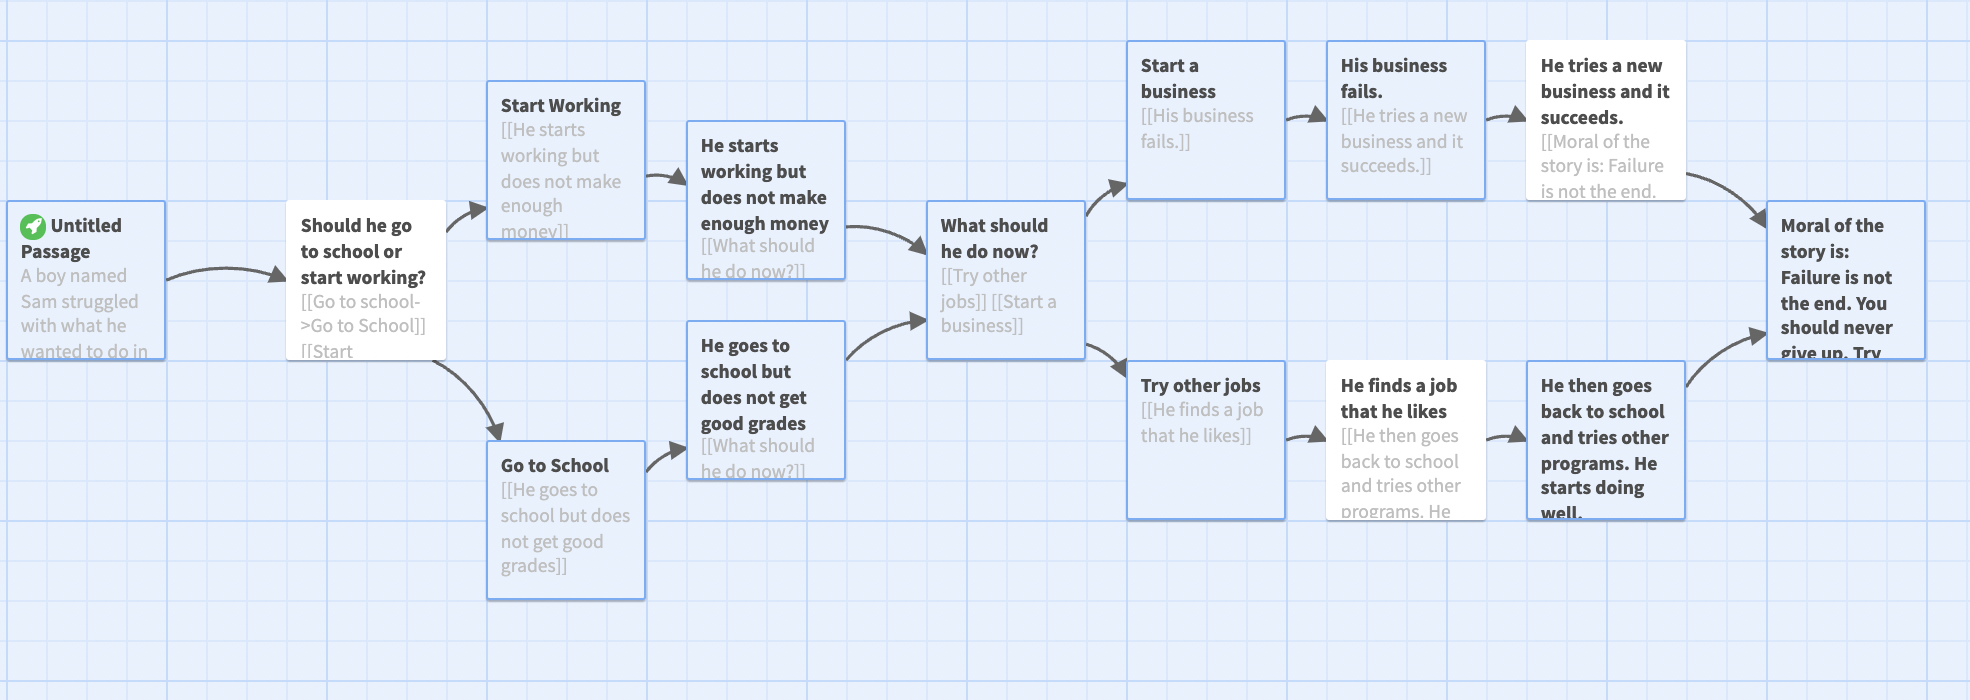 Untitled
Passage
A boy named
Sam struggled
with what he
wanted to do in
Should he go
to school or
start working?
[[Go to school-
>Go to School]]
[[Start
Start Working
[[He starts
working but
does not make
enough
money]]
Go to School
[[He goes to
school but does
not get good
grades]]
He starts
working but
does not make
enough money
[[What should
he do now?]]
He goes to
school but
does not get
good grades
[[What should
he do now?]]
What should
he do now?
[[Try other
jobs]] [[Start a
business]]
Start a
business
[[His business
fails.]]
His business
fails.
[[He tries a new
business and it
succeeds.]]
He tries a new
business and it
succeeds.
[[Moral of the
story is: Failure
is not the end.
Try other jobs
[[He finds a job
that he likes]]
He finds a job
that he likes
[[He then goes
back to school
and tries other
programs. He
He then goes
back to school
and tries other
programs. He
starts doing
well.
Moral of the
story is:
Failure is not
the end. You
should never
give up. Try